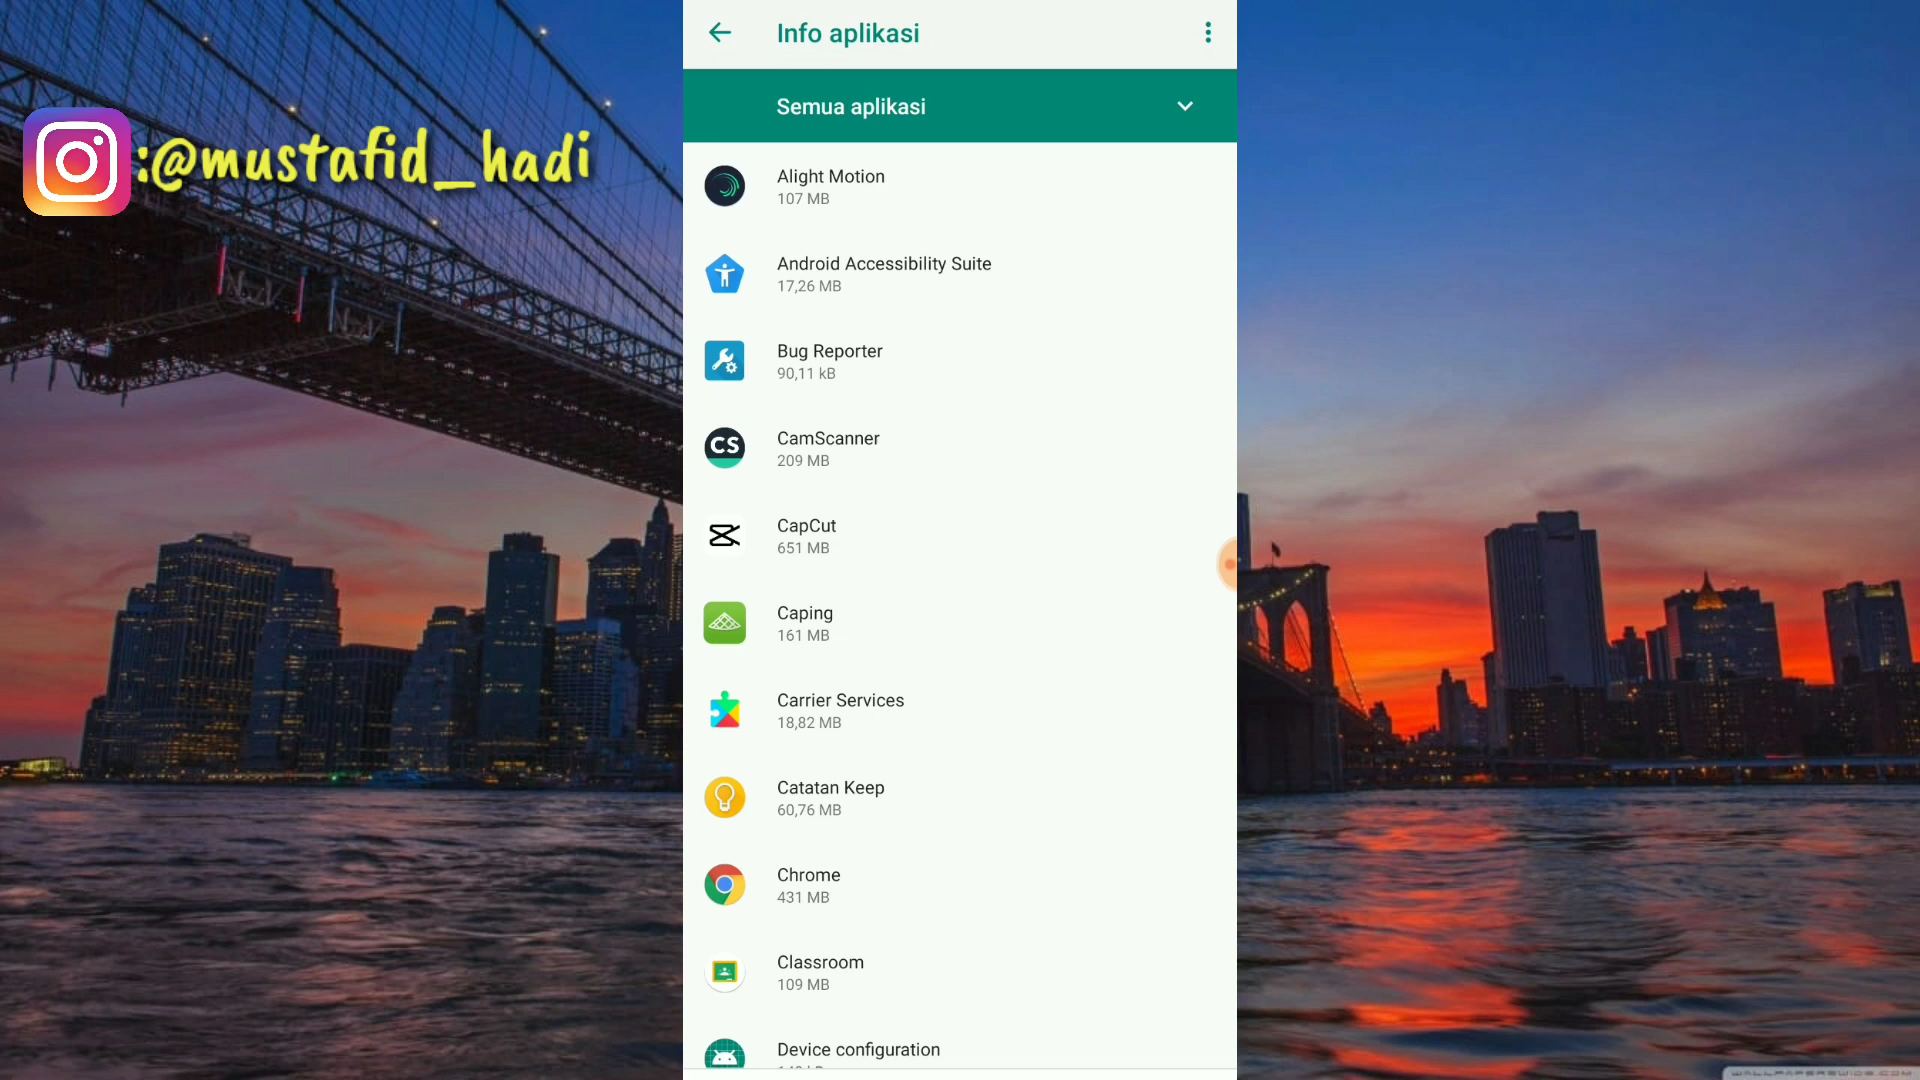 Info aplikasi
:@mustafid_hadi
Semua aplikasi
Alight Motion
107 MB
Android Accessibility Suite
17,26 MB
Bug Reporter
90,11 kB
CS
CamScanner
209 MB
CapCut
651 MB
Caping
161 MB
Carrier Services
18,82 MB
Catatan Keep
60,76 MB
Chrome
431 MB
Classroom
109 MB
Device configuration